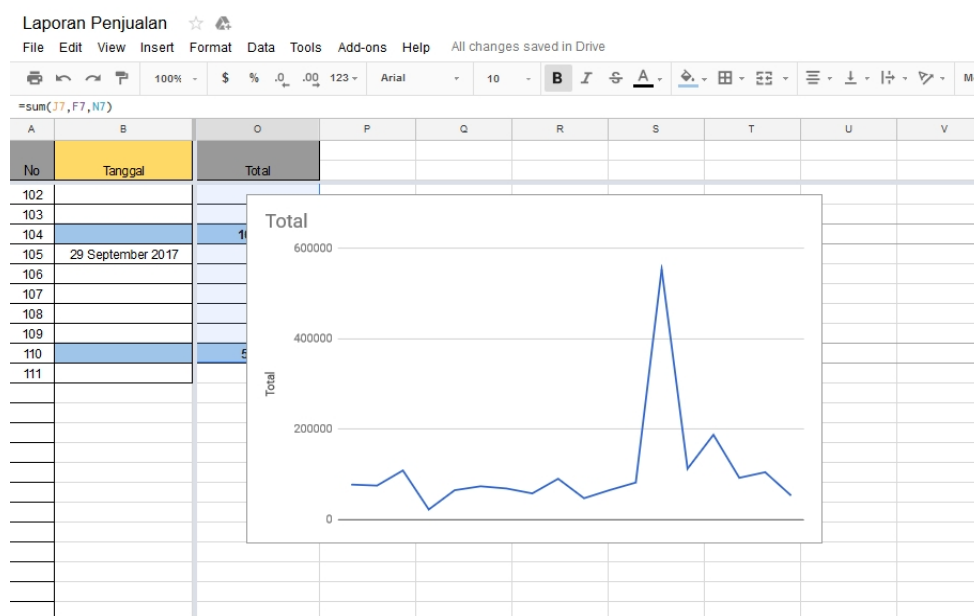 Laporan Penjualan
File Edit View Insert Format Data Tools Add-ons Help All changes saved in Drive
100% $ % .0 .00 123 Arial 10 B I S A
=sum(J7,F7,N7)
A B O P Q R S T U V
No Tanggal Total
102
103
104
105 29 September 2017
106
107
108
109
110 5
111
Total
600000
400000
200000
0
Total